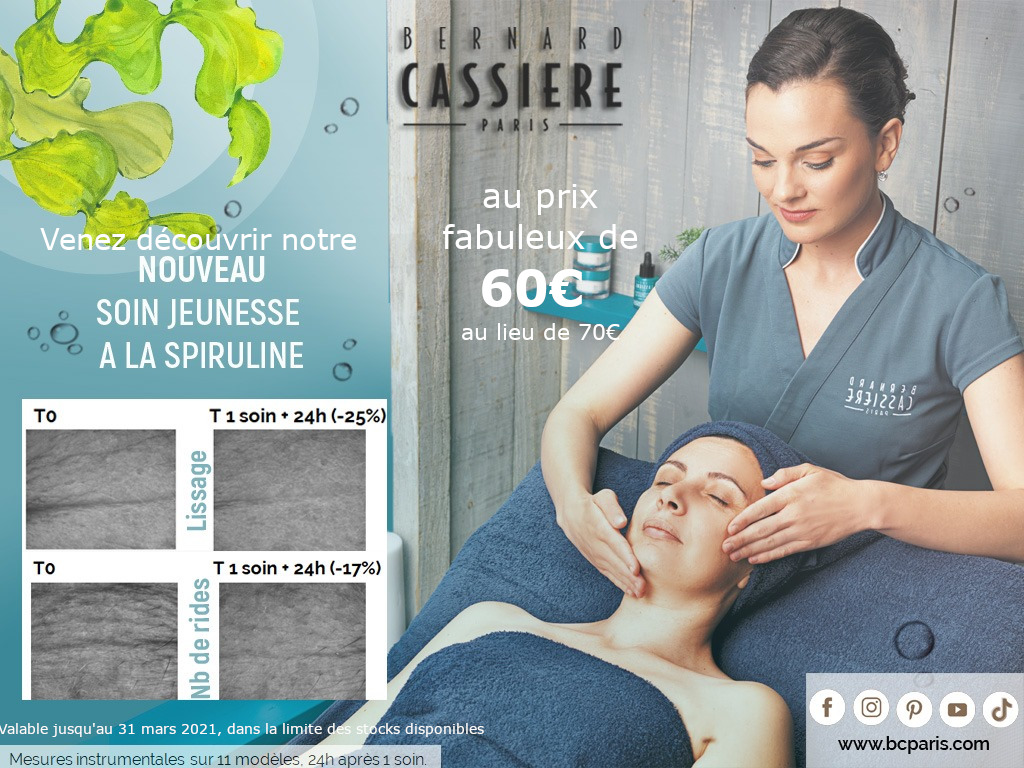 BERNARD
CASSIERE
PARIS
Venez découvrir notre
NOUVEAU
SOIN JEUNESSE
A LA SPIRULINE
au prix
fabuleux de
60€
au lieu de 70€
BERNARD
CASSIERE
PARIS
T0
T 1 soin + 24h (-25%)
Lissage
T0
T 1 soin + 24h (-17%)
Nb de rides
Valable jusqu'au 31 mars 2021, dans la limite des stocks disponibles
Mesures instrumentales sur 11 modèles, 24h après 1 soin.
www.bcparis.com